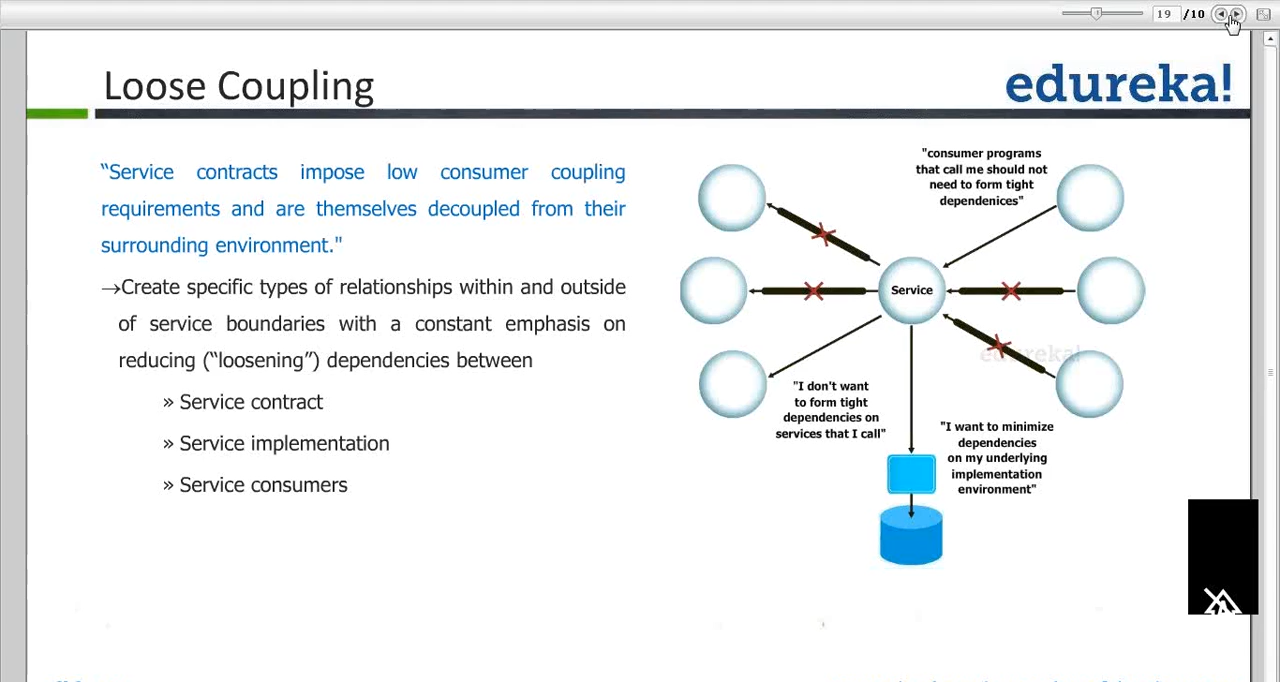 19 /10
Loose Coupling
edureka!
“Service contracts impose low consumer coupling
requirements and are themselves decoupled from their
surrounding environment."
→Create specific types of relationships within and outside
of service boundaries with a constant emphasis on
reducing (“loosening”) dependencies between
» Service contract
» Service implementation
» Service consumers
"consumer programs
that call me should not
need to form tight
dependenices"
Service
edureka!
"I don't want
to form tight
dependencies on
services that I call"
"I want to minimize
dependencies
on my underlying
implementation
environment"